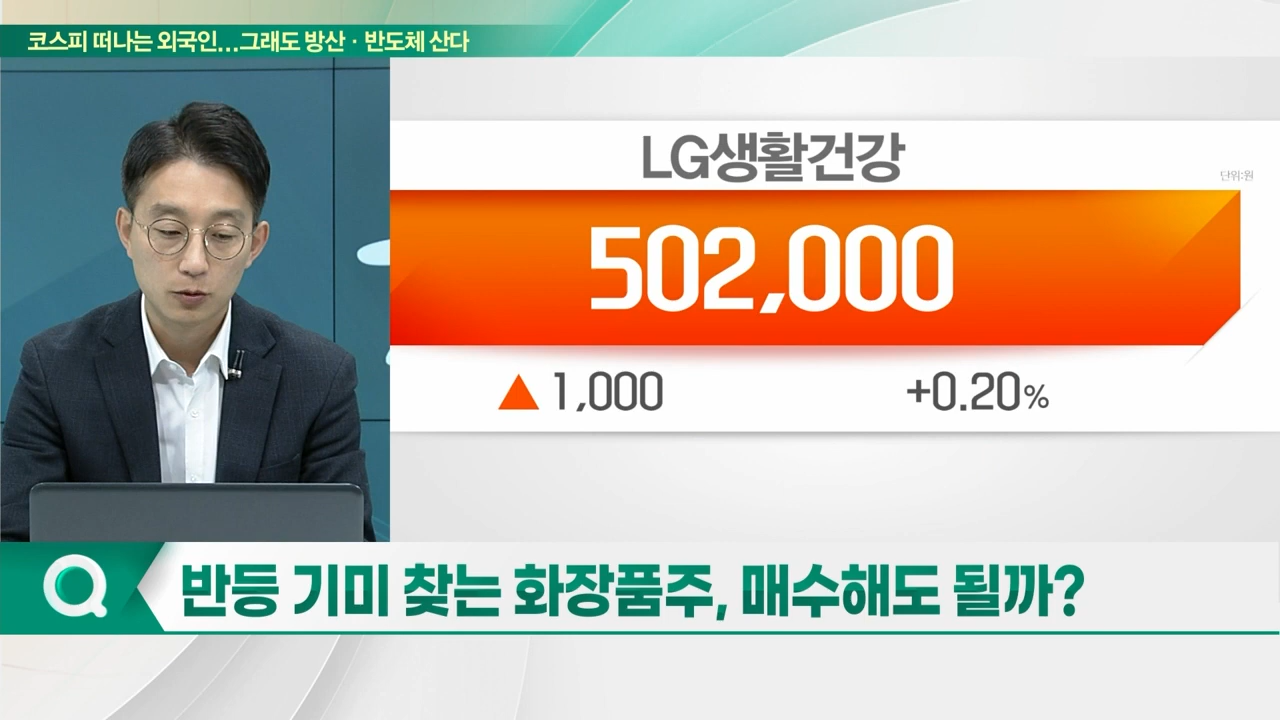 코스피 떠나는 외국인...그래도 방산·반도체 산다
LG생활건강
단위:원
502,000
▲ 1,000 +0.20%
Q 반등 기미 찾는 화장품주, 매수해도 될까?